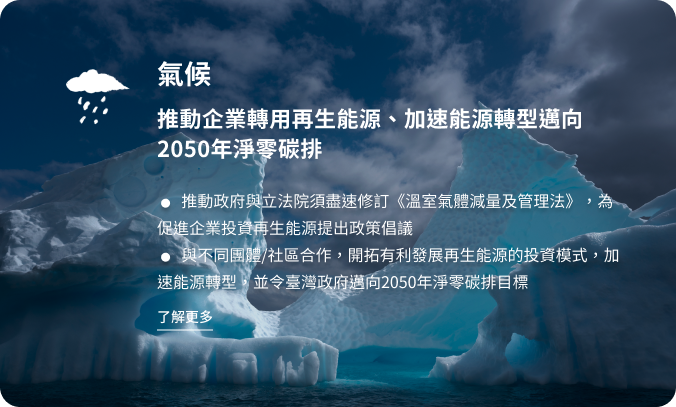 氣候
推動企業轉用再生能源、加速能源轉型邁向
2050年淨零碳排
● 推動政府與立法院須盡速修訂《溫室氣體減量及管理法》，為
促進企業投資再生能源提出政策倡議
● 與不同團體/社區合作，開拓有利發展再生能源的投資模式，加
速能源轉型，並令臺灣政府邁向2050年淨零碳排目標
了解更多